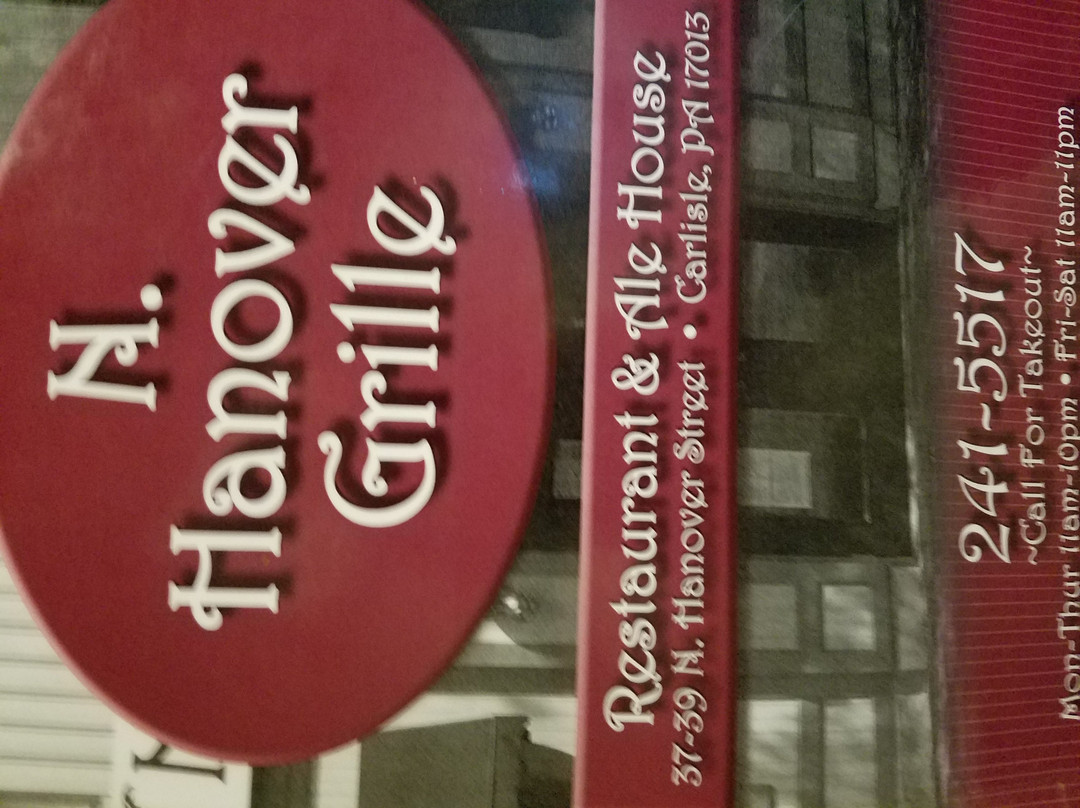 N.
Hanover
Grille
Restaurant & Ale House
37-39 N. Hanover Street • Carlisle, PA 17013
241-5517
~Call For Takeout~
Mon-Thur 11am-10pm • Fri-Sat 11am-11pm